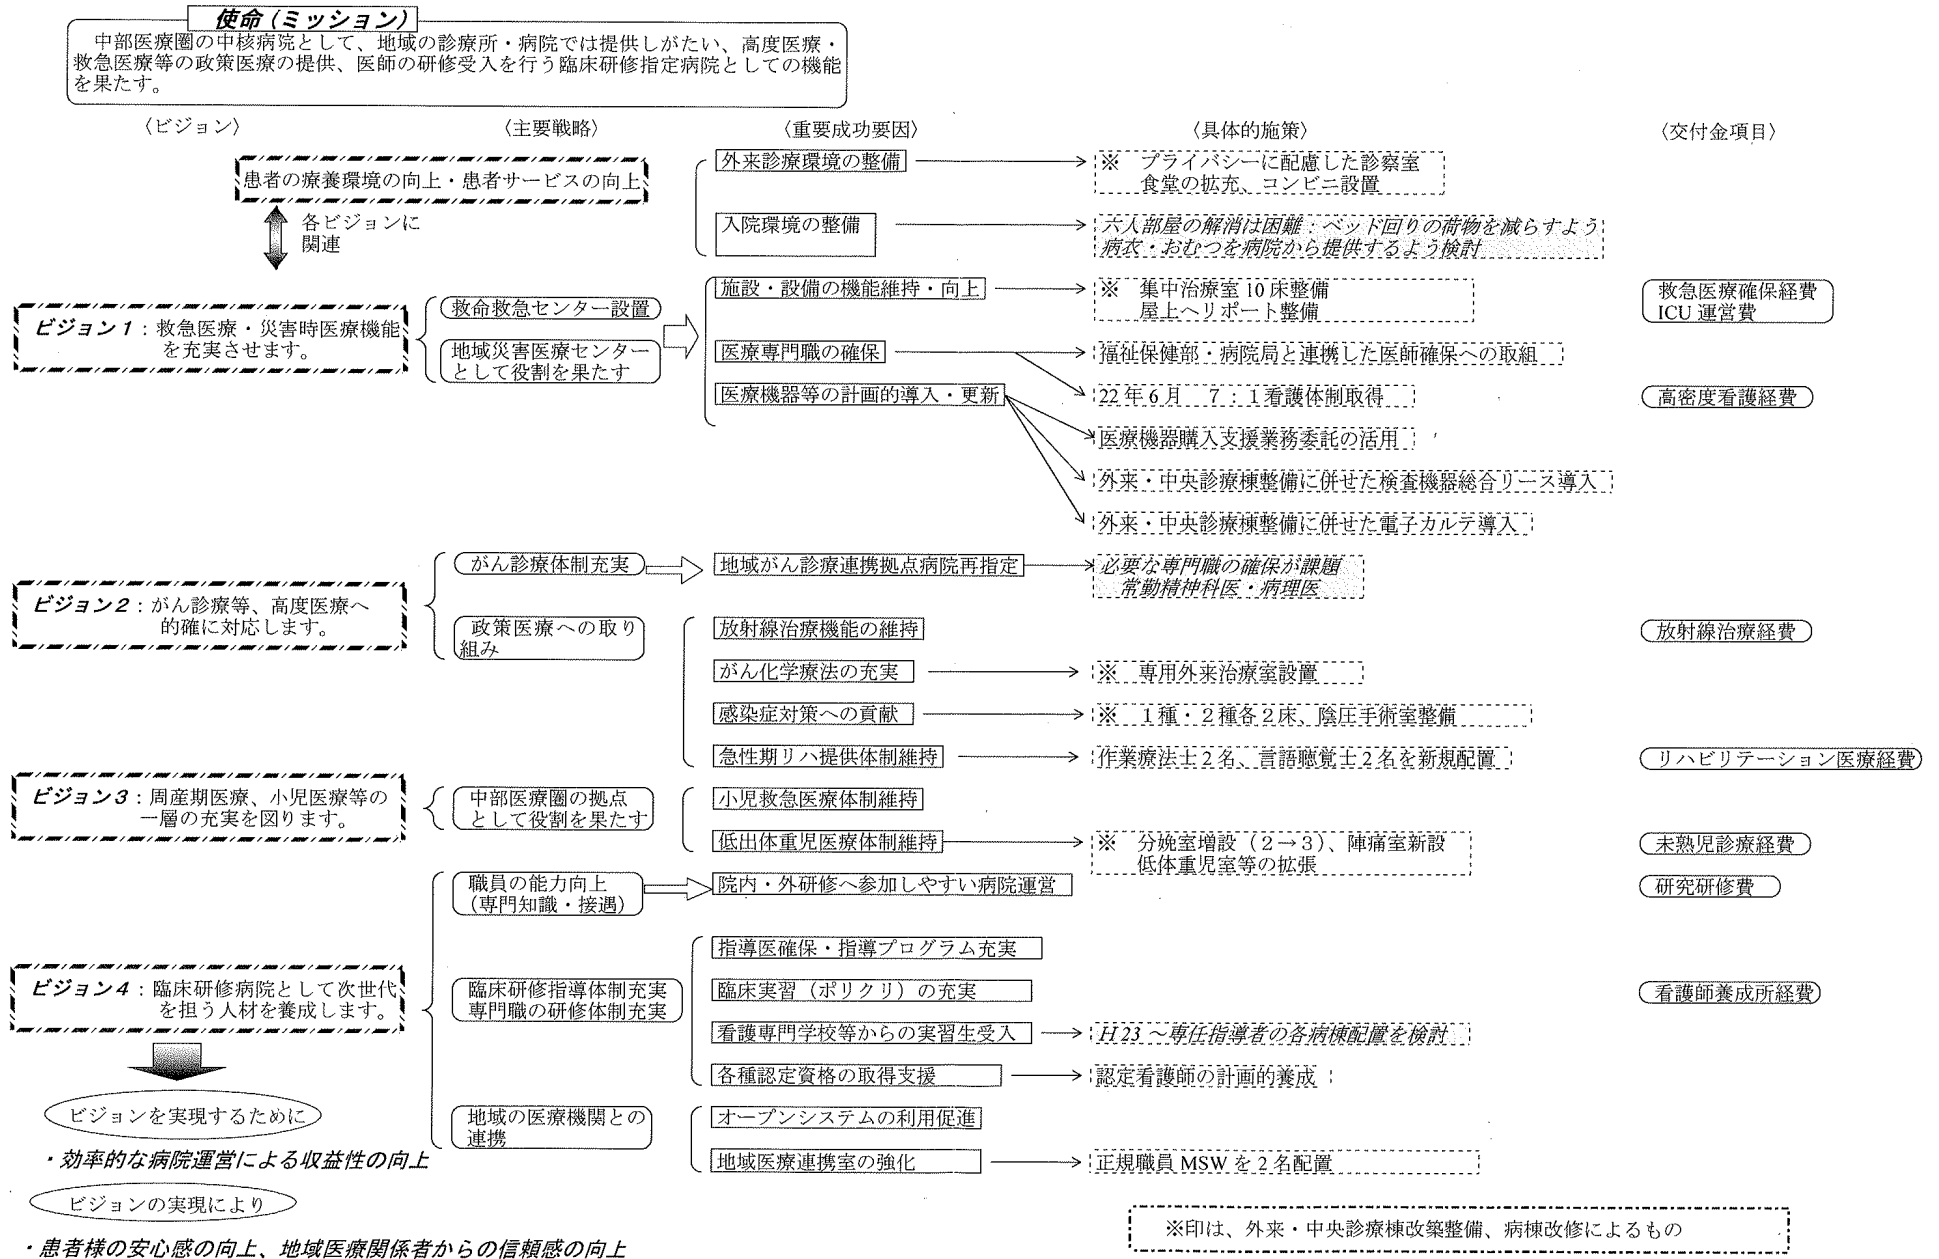 使命（ミッション）
中部医療圏の中核病院として、地域の診療所・病院では提供しがたい、高度医療・
救急医療等の政策医療の提供、医師の研修受入を行う臨床研修指定病院としての機能
を果たす。
〈ビジョン〉
〈主要戦略〉
〈重要成功要因〉
〈具体的施策〉
〈交付金項目〉
患者の療養環境の向上・患者サービスの向上
各ビジョンに
関連
外来診療環境の整備
※　プライバシーに配慮した診察室
食堂の拡充、コンビニ設置
入院環境の整備
六人部屋の解消は困難：ベッド回りの荷物を減らすよう
病衣・おむつを病院から提供するよう検討
ビジョン１：救急医療・災害時医療機能
を充実させます。
救命救急センター設置
地域災害医療センター
として役割を果たす
施設・設備の機能維持・向上
※　集中治療室 10 床整備
屋上ヘリポート整備
救急医療確保経費
ICU 運営費
医療専門職の確保
福祉保健部・病院局と連携した医師確保への取組
医療機器等の計画的導入・更新
22 年 6 月　７：１看護体制取得
高密度看護経費
医療機器購入支援業務委託の活用
外来・中央診療棟整備に併せた検査機器総合リース導入
外来・中央診療棟整備に併せた電子カルテ導入
ビジョン２：がん診療等、高度医療へ
的確に対応します。
がん診療体制充実
地域がん診療連携拠点病院再指定
必要な専門職の確保が課題
常勤精神科医・病理医
政策医療への取り
組み
放射線治療機能の維持
放射線治療経費
がん化学療法の充実
※　専用外来治療室設置
感染症対策への貢献
※　１種・２種各２床、陰圧手術室整備
急性期リハ提供体制維持
作業療法士２名、言語聴覚士２名を新規配置
リハビリテーション医療経費
ビジョン３：周産期医療、小児医療等の
一層の充実を図ります。
中部医療圏の拠点
として役割を果たす
小児救急医療体制維持
低出体重児医療体制維持
※　分娩室増設（２→３）、陣痛室新設
低体重児室等の拡張
未熟児診療経費
職員の能力向上
（専門知識・接遇）
院内・外研修へ参加しやすい病院運営
研究研修費
ビジョン４：臨床研修病院として次世代
を担う人材を養成します。
臨床研修指導体制充実
専門職の研修体制充実
指導医確保・指導プログラム充実
臨床実習（ポリクリ）の充実
看護師養成所経費
看護専門学校等からの実習生受入
H 23 ～専任指導者の各病棟配置を検討
各種認定資格の取得支援
認定看護師の計画的養成
地域の医療機関との
連携
オープンシステムの利用促進
地域医療連携室の強化
正規職員 MSW を 2 名配置
ビジョンを実現するために
・効率的な病院運営による収益性の向上
ビジョンの実現により
・患者様の安心感の向上、地域医療関係者からの信頼感の向上
※印は、外来・中央診療棟改築整備、病棟改修によるもの